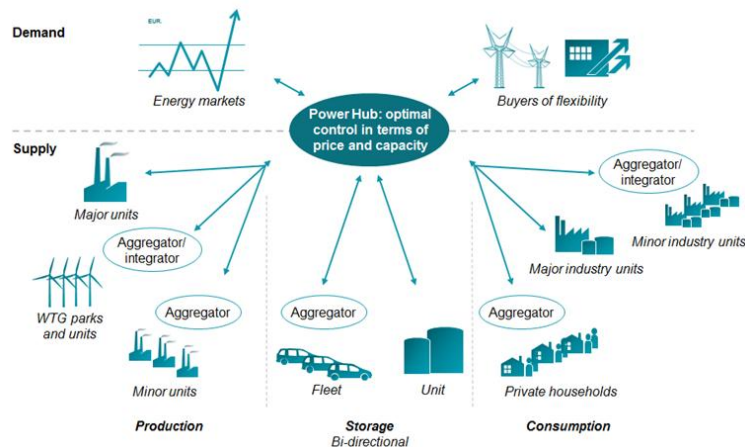 Demand
EUR.
Energy markets
Buyers of flexibility
Power Hub: optimal
control in terms of
price and capacity
Supply
Major units
Aggregator/
integrator
WTG parks
and units
Aggregator
Minor units
Aggregator
Fleet
Unit
Aggregator/
integrator
Minor industry units
Major industry units
Aggregator
Private households
Production
Storage
Bi-directional
Consumption